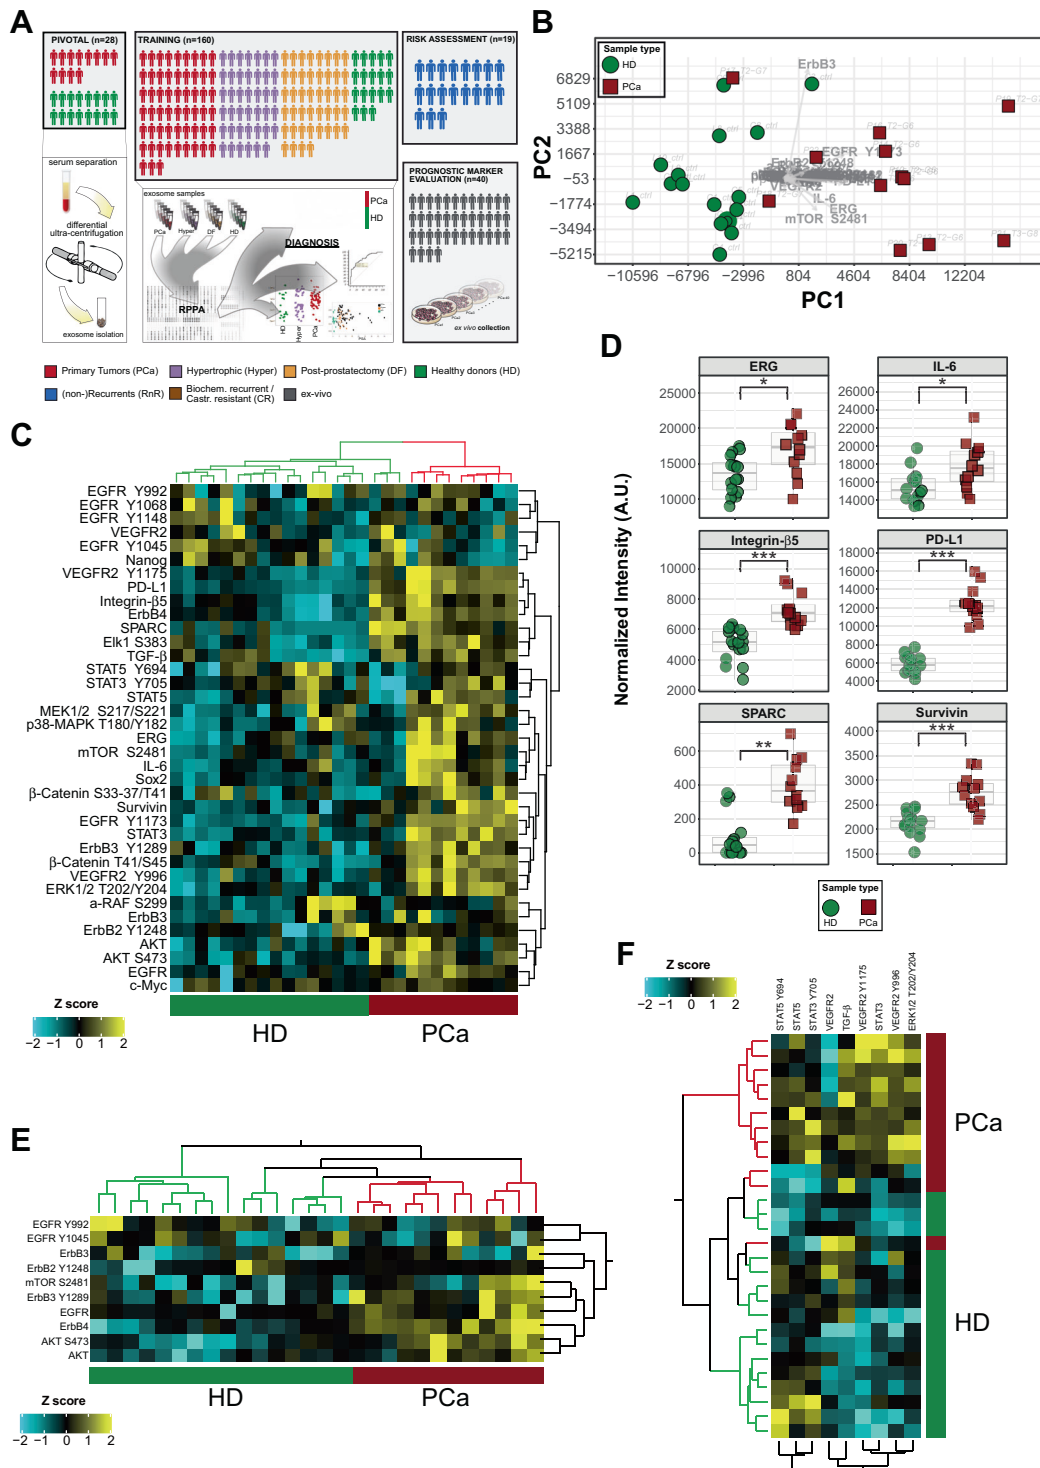 A
PIVOTAL (n=28)
TRAINING (n=160)
RISK ASSESSMENT (n=19)
serum separation
differential
ultra-centrifugation
exosome isolation
exosome samples
PCa
Hyper
DF
HD
PCa
HD
DIAGNOSIS
RPPA
HD
Hyper
PCa
PROGNOSTIC MARKER
EVALUATION (n=40)
ex vivo collection
Primary Tumors (PCa)
Hypertrophic (Hyper)
Post-prostatectomy (DF)
Healthy donors (HD)
(non-)Recurrents (RnR)
Biochem. recurrent /
Castr. resistant (CR)
ex-vivo
B
Sample type
HD
PCa
PC2
6829
5109
3388
1667
−53
−1774
−3494
−5215
−10596
−6796
−2996
804
4604
8404
12204
PC1
ErbB3
EGFR Y1173
ErbB2 Y1248
VEGFR2
PD-L1
IL-6
ERG
mTOR S2481
C
EGFR Y992
EGFR Y1068
EGFR Y1148
VEGFR2
EGFR Y1045
Nanog
VEGFR2 Y1175
PD-L1
Integrin-β5
ErbB4
SPARC
Elk1 S383
TGF-β
STAT5 Y694
STAT3 Y705
STAT5
MEK1/2 S217/S221
p38-MAPK T180/Y182
ERG
mTOR S2481
IL-6
Sox2
β-Catenin S33-37/T41
Survivin
EGFR Y1173
STAT3
ErbB3 Y1289
β-Catenin T41/S45
VEGFR2 Y996
ERK1/2 T202/Y204
a-RAF S299
ErbB3
ErbB2 Y1248
AKT
AKT S473
EGFR
c-Myc
Z score
−2 −1 0 1 2
HD
PCa
D
Normalized Intensity (A.U.)
ERG
*
25000
20000
15000
10000
IL-6
*
26000
24000
22000
20000
18000
16000
14000
Integrin-β5
***
10000
8000
6000
4000
2000
PD-L1
***
18000
16000
14000
12000
10000
8000
6000
4000
SPARC
**
600
400
200
0
Survivin
***
3500
3000
2500
2000
1500
Sample type
HD
PCa
E
EGFR Y992
EGFR Y1045
ErbB3
ErbB2 Y1248
mTOR S2481
ErbB3 Y1289
EGFR
ErbB4
AKT S473
AKT
HD
PCa
Z score
−2 −1 0 1 2
F
Z score
−2 −1 0 1 2
STAT5 Y694
STAT5
STAT3 Y705
VEGFR2
TGF-β
VEGFR2 Y1175
STAT3
VEGFR2 Y996
ERK1/2 T202/Y204
PCa
HD